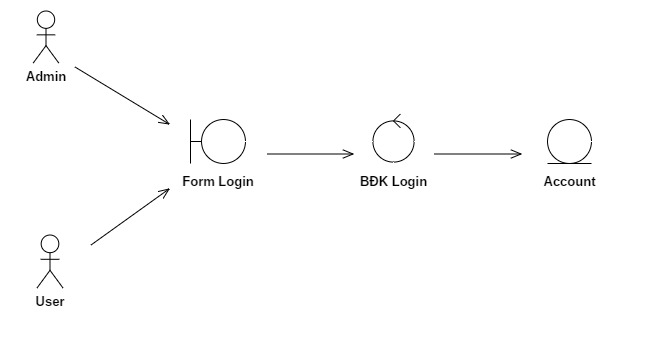 Admin
Form Login
BĐK Login
Account
User